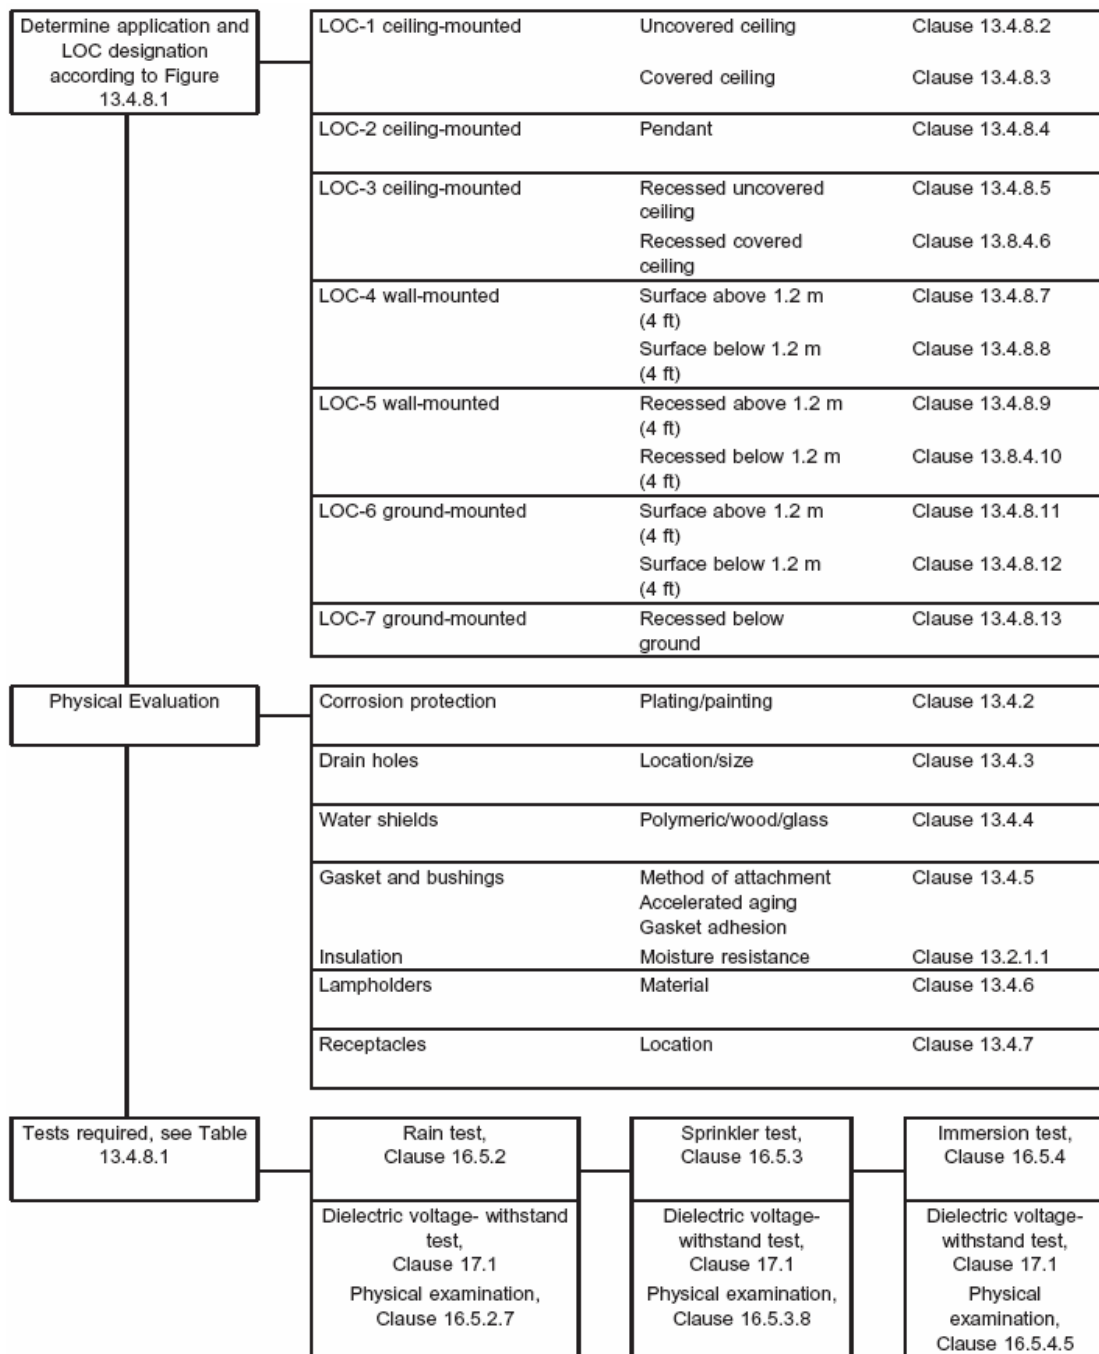 Determine application and
LOC designation
according to Figure
13.4.8.1
LOC-1 ceiling-mounted Uncovered ceiling Clause 13.4.8.2
Covered ceiling Clause 13.4.8.3
LOC-2 ceiling-mounted Pendant Clause 13.4.8.4
LOC-3 ceiling-mounted Recessed uncovered Clause 13.4.8.5
ceiling
Recessed covered Clause 13.8.4.6
ceiling
LOC-4 wall-mounted Surface above 1.2 m Clause 13.4.8.7
(4 ft)
Surface below 1.2 m Clause 13.4.8.8
(4 ft)
LOC-5 wall-mounted Recessed above 1.2 m Clause 13.4.8.9
(4 ft)
Recessed below 1.2 m Clause 13.8.4.10
(4 ft)
LOC-6 ground-mounted Surface above 1.2 m Clause 13.4.8.11
(4 ft)
Surface below 1.2 m Clause 13.4.8.12
(4 ft)
LOC-7 ground-mounted Recessed below Clause 13.4.8.13
ground
Physical Evaluation
Corrosion protection Plating/painting Clause 13.4.2
Drain holes Location/size Clause 13.4.3
Water shields Polymeric/wood/glass Clause 13.4.4
Gasket and bushings Method of attachment Clause 13.4.5
Accelerated aging
Gasket adhesion
Insulation Moisture resistance Clause 13.2.1.1
Lampholders Material Clause 13.4.6
Receptacles Location Clause 13.4.7
Tests required, see Table
13.4.8.1
Rain test,
Clause 16.5.2
Dielectric voltage- withstand
test,
Clause 17.1
Physical examination,
Clause 16.5.2.7
Sprinkler test,
Clause 16.5.3
Dielectric voltage-
withstand test,
Clause 17.1
Physical examination,
Clause 16.5.3.8
Immersion test,
Clause 16.5.4
Dielectric voltage-
withstand test,
Clause 17.1
Physical
examination,
Clause 16.5.4.5